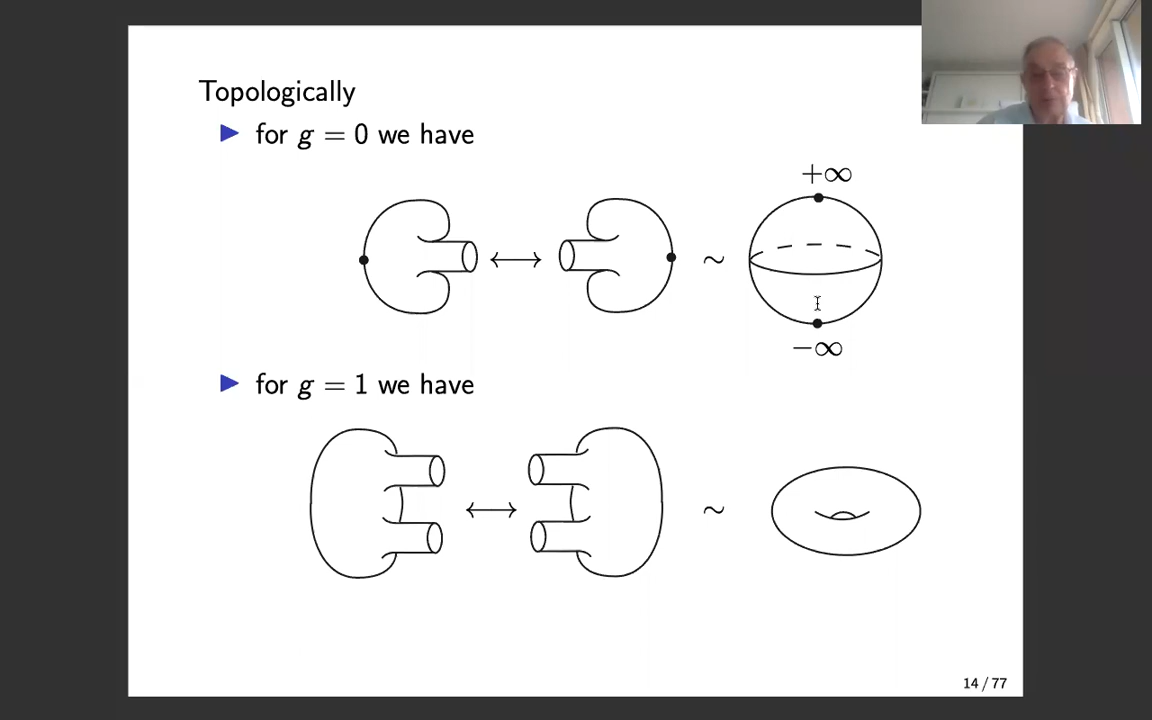 Topologically
▶ for g = 0 we have
+∞
∼
−∞
▶ for g = 1 we have
∼
14 / 77